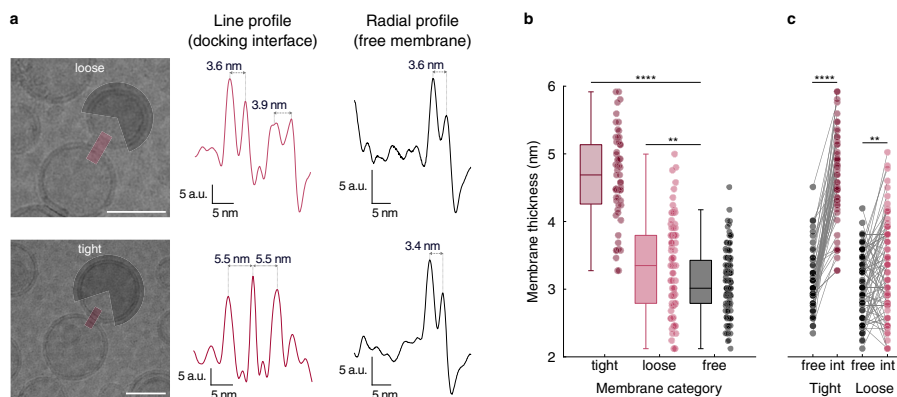 a
Line profile
(docking interface)
Radial profile
(free membrane)
loose
3.6 nm
3.9 nm
5 a.u.
5 nm
3.6 nm
5 a.u.
5 nm
tight
5.5 nm
5.5 nm
5 a.u.
5 nm
3.4 nm
5 a.u.
5 nm
b
Membrane thickness (nm)
6
5
4
3
2
****
**
tight
loose
free
Membrane category
c
****
**
free int
free int
Tight
Loose